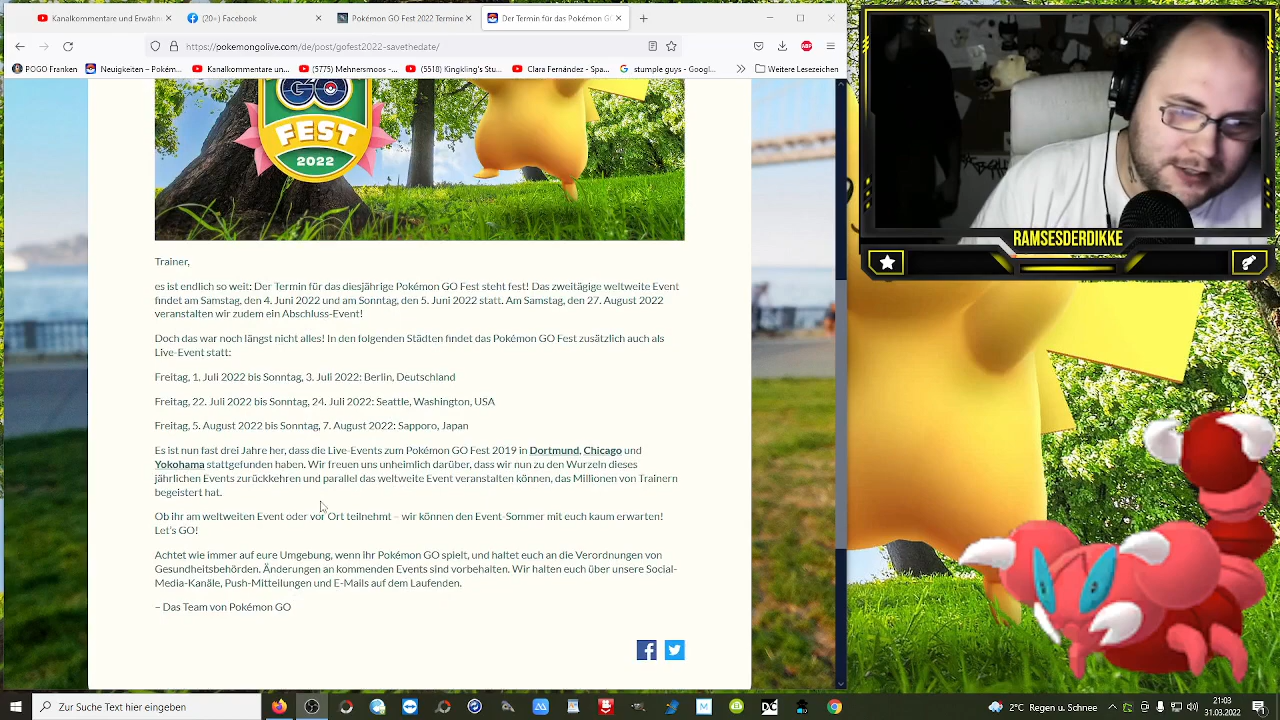 Kanalkommentare und Erwähn
(20+) Facebook
Pokémon GO Fest 2022 Termine
Der Termin für das Pokémon G
https://pokemongolive.com/de/post/gofest2022-savethedate/
ABP
POGO Franken
Neuigkeiten – Pokém...
Kanalkommentare un...
(5775) Mehrnersmos...
(5518) Kingkling's Stu...
Clara Fernández - Spa...
stumple guys - Googl...
Weitere Lesezeichen
GO
FEST
2022
RAMSESDERDIKKE
Trainer,
es ist endlich so weit: Der Termin für das diesjährige Pokémon GO Fest steht fest! Das zweitägige weltweite Event
findet am Samstag, den 4. Juni 2022 und am Sonntag, den 5. Juni 2022 statt. Am Samstag, den 27. August 2022
veranstalten wir zudem ein Abschluss-Event!
Doch das war noch längst nicht alles! In den folgenden Städten findet das Pokémon GO Fest zusätzlich auch als
Live-Event statt:
Freitag, 1. Juli 2022 bis Sonntag, 3. Juli 2022: Berlin, Deutschland
Freitag, 22. Juli 2022 bis Sonntag, 24. Juli 2022: Seattle, Washington, USA
Freitag, 5. August 2022 bis Sonntag, 7. August 2022: Sapporo, Japan
Es ist nun fast drei Jahre her, dass die Live-Events zum Pokémon GO Fest 2019 in Dortmund, Chicago und
Yokohama stattgefunden haben. Wir freuen uns unheimlich darüber, dass wir nun zu den Wurzeln dieses
jährlichen Events zurückkehren und parallel das weltweite Event veranstalten können, das Millionen von Trainern
begeistert hat.
Ob ihr am weltweiten Event oder vor Ort teilnehmt – wir können den Event-Sommer mit euch kaum erwarten!
Let's GO!
Achtet wie immer auf eure Umgebung, wenn ihr Pokémon GO spielt, und haltet euch an die Verordnungen von
Gesundheitsbehörden. Änderungen an kommenden Events sind vorbehalten. Wir halten euch über unsere Social-
Media-Kanäle, Push-Mitteilungen und E-Mails auf dem Laufenden.
– Das Team von Pokémon GO
Zur Suche Text hier eingeben
21:03
31.03.2022